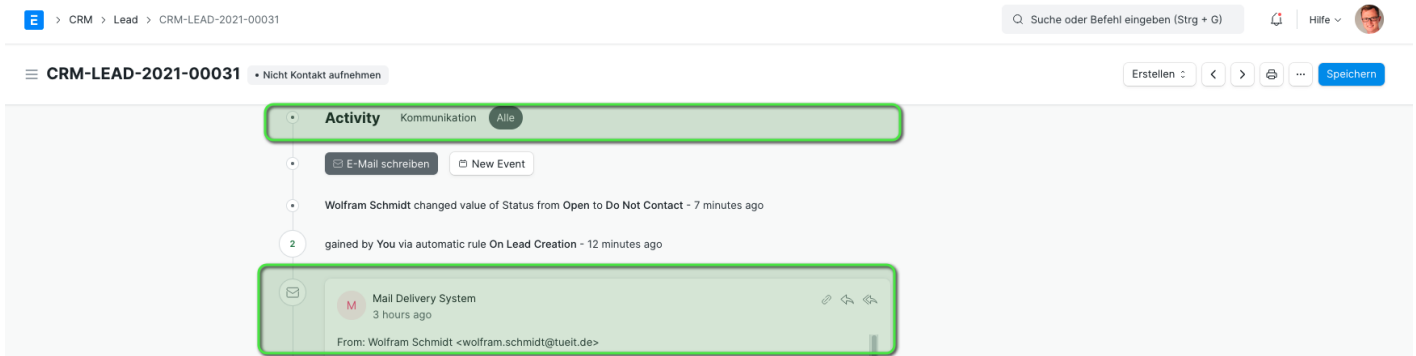 E > CRM > Lead > CRM-LEAD-2021-00031
Suche oder Befehl eingeben (Strg + G)
Hilfe
CRM-LEAD-2021-00031 • Nicht Kontakt aufnehmen
Erstellen
Speichern
Activity Kommunikation Alle
E-Mail schreiben New Event
Wolfram Schmidt changed value of Status from Open to Do Not Contact - 7 minutes ago
2 gained by You via automatic rule On Lead Creation - 12 minutes ago
M Mail Delivery System
3 hours ago
From: Wolfram Schmidt <wolfram.schmidt@tueit.de>